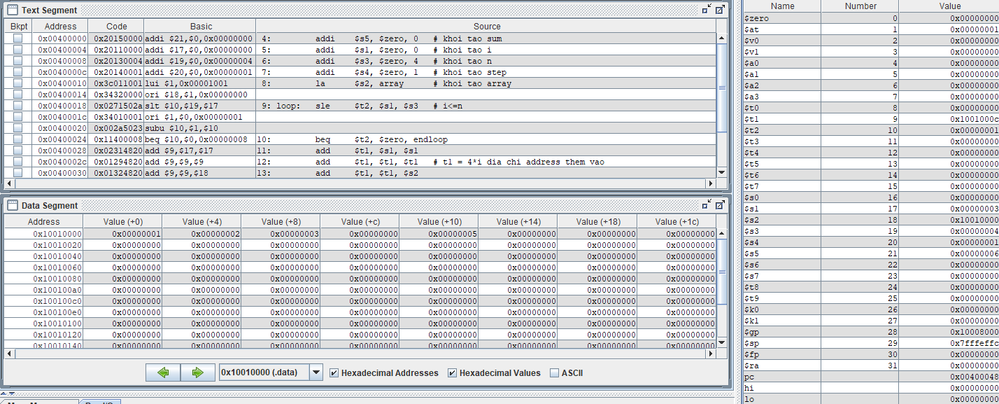 Text Segment
Bkpt Address Code Basic Source
0x00400000 0x20150000 addi $21,$0,0x00000000 4: addi $s5, $zero, 0 # khoi tao sum
0x00400004 0x20110000 addi $17,$0,0x00000000 5: addi $s1, $zero, 0 # khoi tao i
0x00400008 0x20130004 addi $19,$0,0x00000004 6: addi $s3, $zero, 4 # khoi tao n
0x0040000c 0x20140001 addi $20,$0,0x00000001 7: addi $s4, $zero, 1 # khoi tao step
0x00400010 0x3c011001 lui $1,0x00001001 8: la $s2, array # khoi tao array
0x00400014 0x34320000 ori $18,$1,0x00000000
0x00400018 0x0271502a slt $10,$19,$17 9: loop: sle $t2, $s1, $s3 # i<=n
0x0040001c 0x34010001 ori $1,$0,0x00000001
0x00400020 0x002a5023 subu $10,$1,$10
0x00400024 0x11400008 beq $10,$0,0x00000008 10: beq $t2, $zero, endloop
0x00400028 0x02314820 add $9,$17,$17 11: add $t1, $s1, $s1
0x0040002c 0x01294820 add $9,$9,$9 12: add $t1, $t1, $t1 # t1 = 4*i dia chi address them vao
0x00400030 0x01324820 add $9,$9,$18 13: add $t1, $t1, $s2
Data Segment
Address Value (+0) Value (+4) Value (+8) Value (+c) Value (+10) Value (+14) Value (+18) Value (+1c)
0x10010000 0x00000001 0x00000002 0x00000003 0x00000000 0x00000005 0x00000000 0x00000000 0x00000000
0x10010020 0x00000000 0x00000000 0x00000000 0x00000000 0x00000000 0x00000000 0x00000000 0x00000000
0x10010040 0x00000000 0x00000000 0x00000000 0x00000000 0x00000000 0x00000000 0x00000000 0x00000000
0x10010060 0x00000000 0x00000000 0x00000000 0x00000000 0x00000000 0x00000000 0x00000000 0x00000000
0x10010080 0x00000000 0x00000000 0x00000000 0x00000000 0x00000000 0x00000000 0x00000000 0x00000000
0x100100a0 0x00000000 0x00000000 0x00000000 0x00000000 0x00000000 0x00000000 0x00000000 0x00000000
0x100100c0 0x00000000 0x00000000 0x00000000 0x00000000 0x00000000 0x00000000 0x00000000 0x00000000
0x100100e0 0x00000000 0x00000000 0x00000000 0x00000000 0x00000000 0x00000000 0x00000000 0x00000000
0x10010100 0x00000000 0x00000000 0x00000000 0x00000000 0x00000000 0x00000000 0x00000000 0x00000000
0x10010120 0x00000000 0x00000000 0x00000000 0x00000000 0x00000000 0x00000000 0x00000000 0x00000000
0x10010140 0x00000000 0x00000000 0x00000000 0x00000000 0x00000000 0x00000000 0x00000000 0x00000000
0x10010000 (.data) Hexadecimal Addresses Hexadecimal Values ASCII
Name Number Value
$zero 0 0x00000000
$at 1 0x00000001
$v0 2 0x00000000
$v1 3 0x00000000
$a0 4 0x00000000
$a1 5 0x00000000
$a2 6 0x00000000
$a3 7 0x00000000
$t0 8 0x00000000
$t1 9 0x1001000c
$t2 10 0x00000001
$t3 11 0x00000000
$t4 12 0x00000000
$t5 13 0x00000000
$t6 14 0x00000000
$t7 15 0x00000000
$s0 16 0x00000000
$s1 17 0x00000003
$s2 18 0x10010000
$s3 19 0x00000004
$s4 20 0x00000001
$s5 21 0x00000006
$s6 22 0x00000000
$s7 23 0x00000000
$t8 24 0x00000000
$t9 25 0x00000000
$k0 26 0x00000000
$k1 27 0x00000000
$gp 28 0x10008000
$sp 29 0x7fffeffc
$fp 30 0x00000000
$ra 31 0x00000000
pc 0x00400048
hi 0x00000000
lo 0x00000000